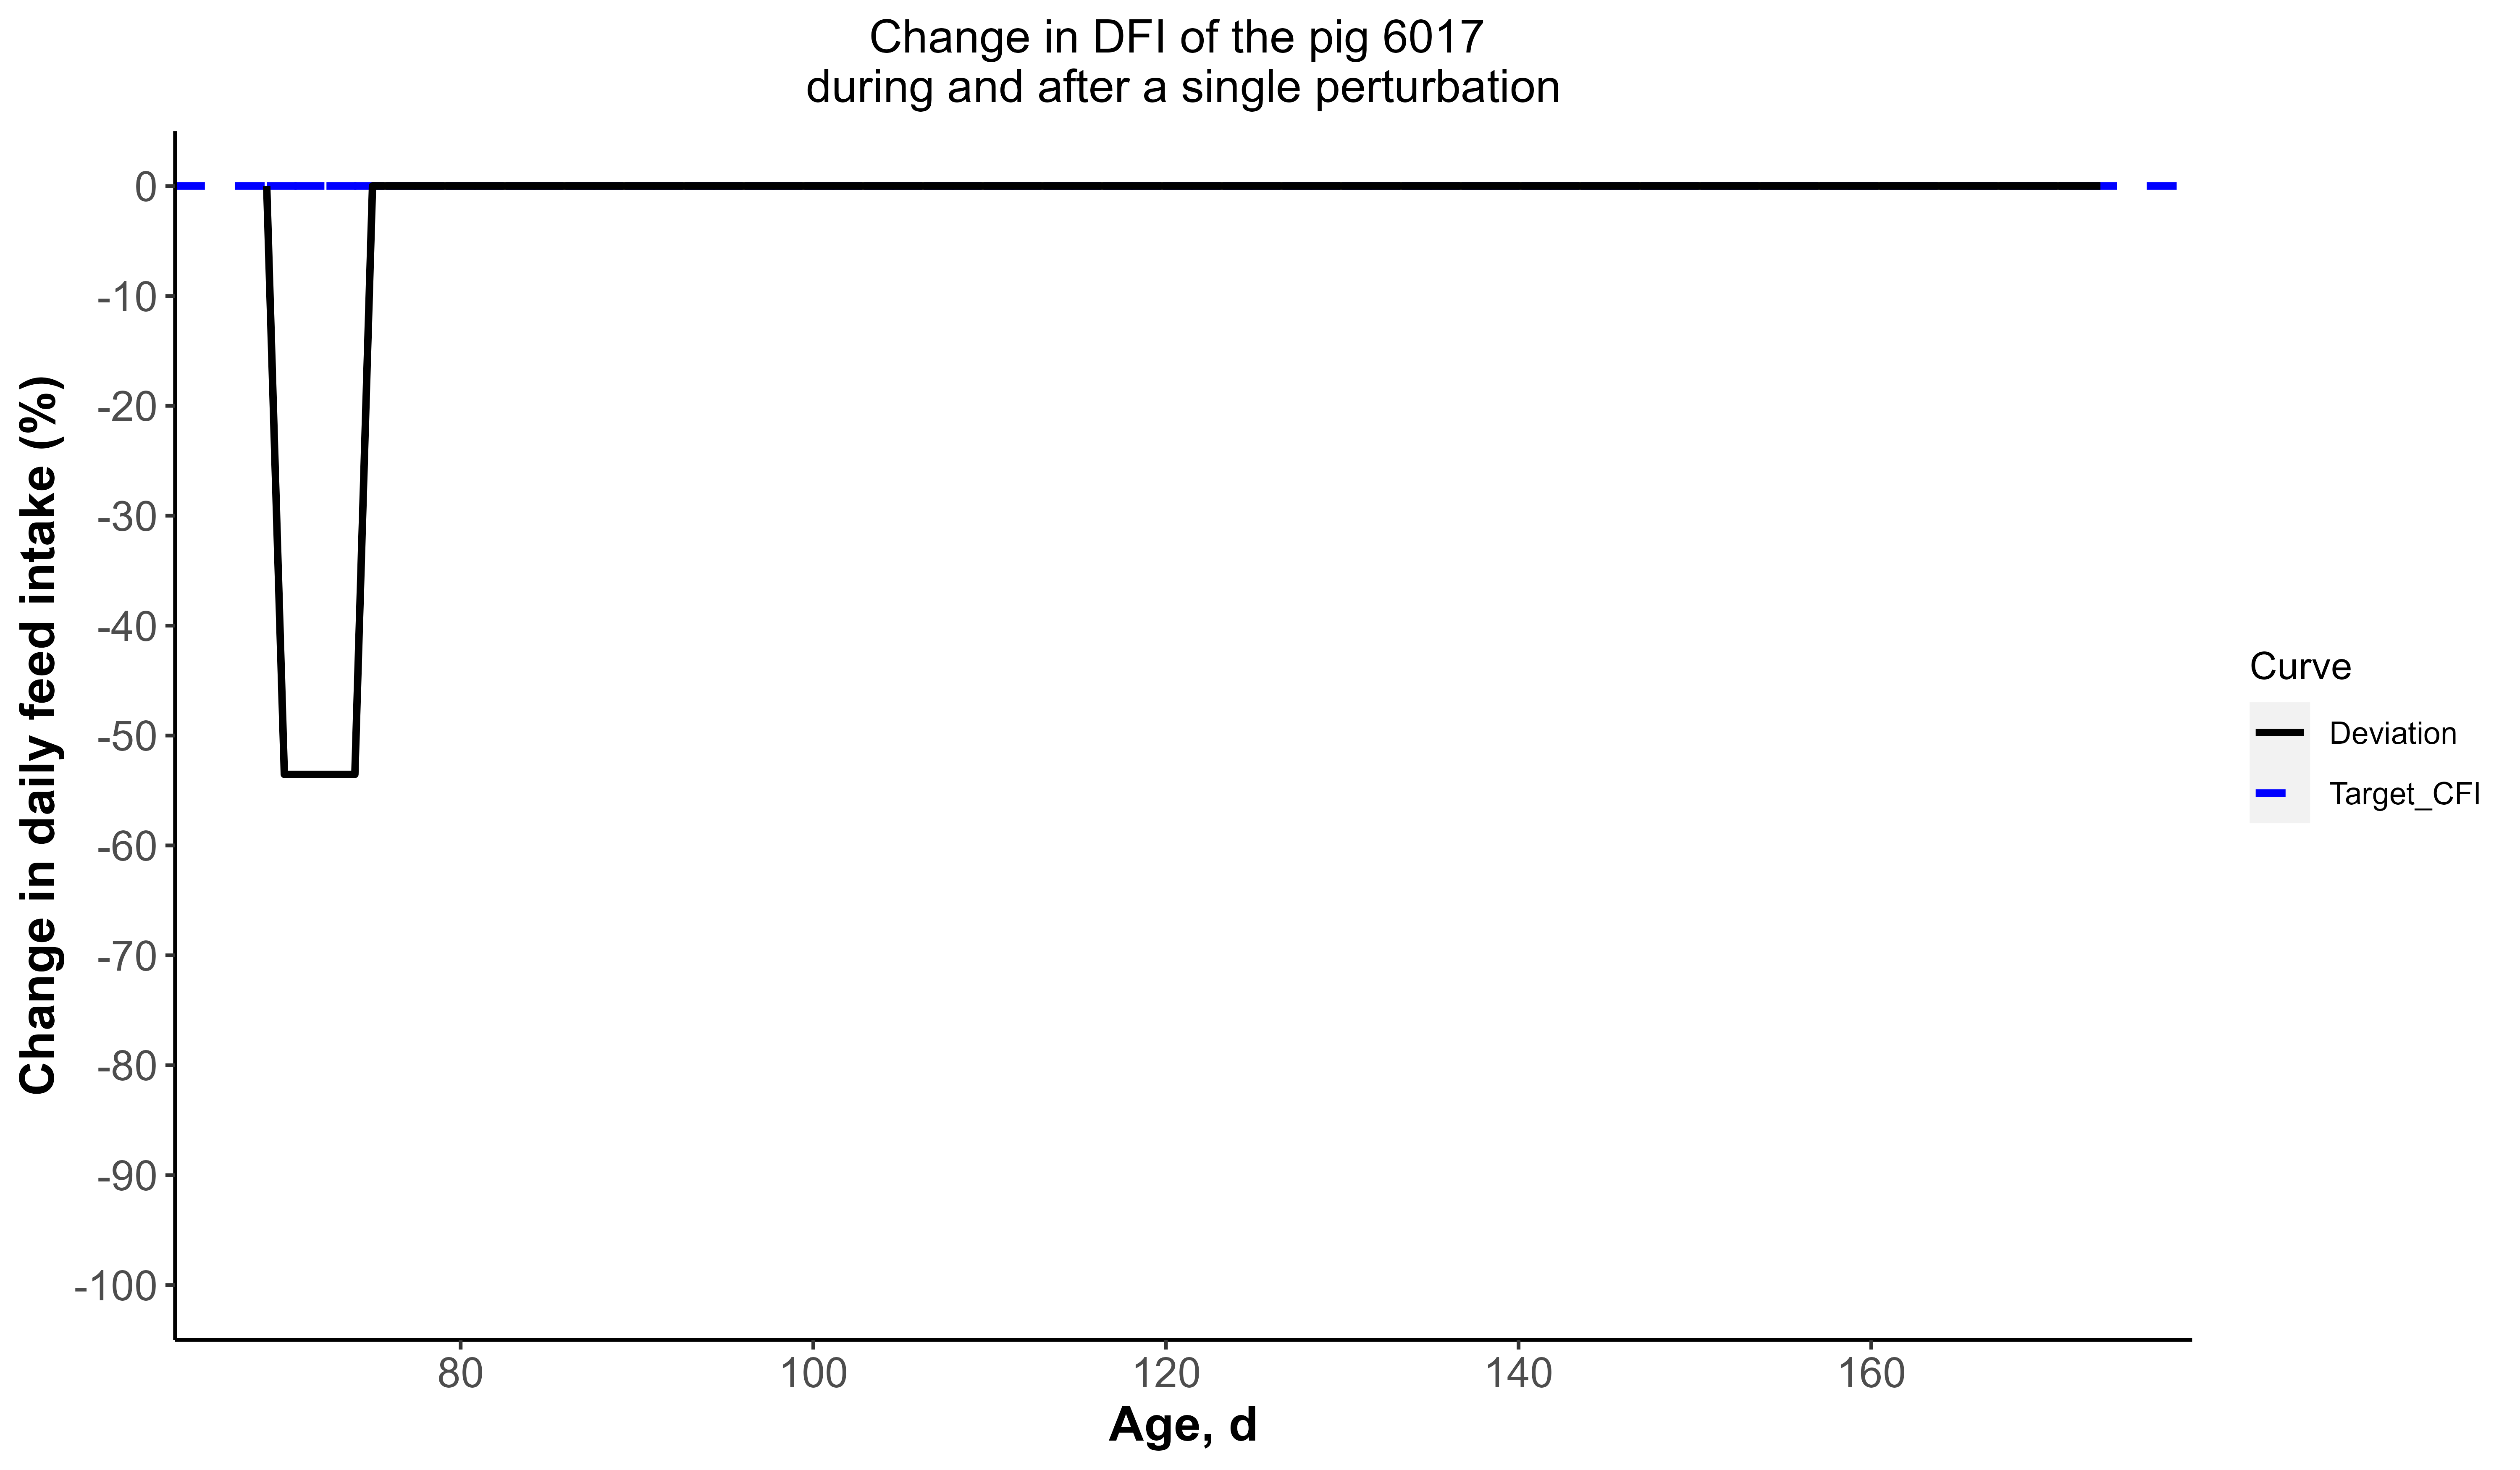 Change in DFI of the pig 6017
during and after a single perturbation
Change in daily feed intake (%)
0
-10
-20
-30
-40
-50
-60
-70
-80
-90
-100
80
100
120
140
160
Age, d
Curve
Deviation
Target_CFI